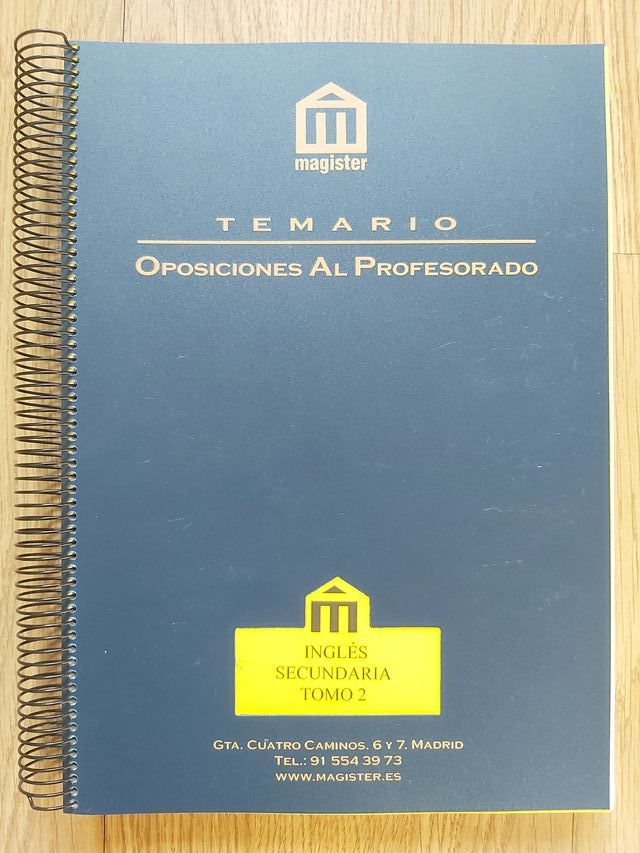 magister
TEMARIO
OPOSICIONES AL PROFESORADO
INGLÉS
SECUNDARIA
TOMO 2
GTA. CUATRO CAMINOS, 6 Y 7. MADRID
TEL.: 91 554 39 73
WWW.MAGISTER.ES